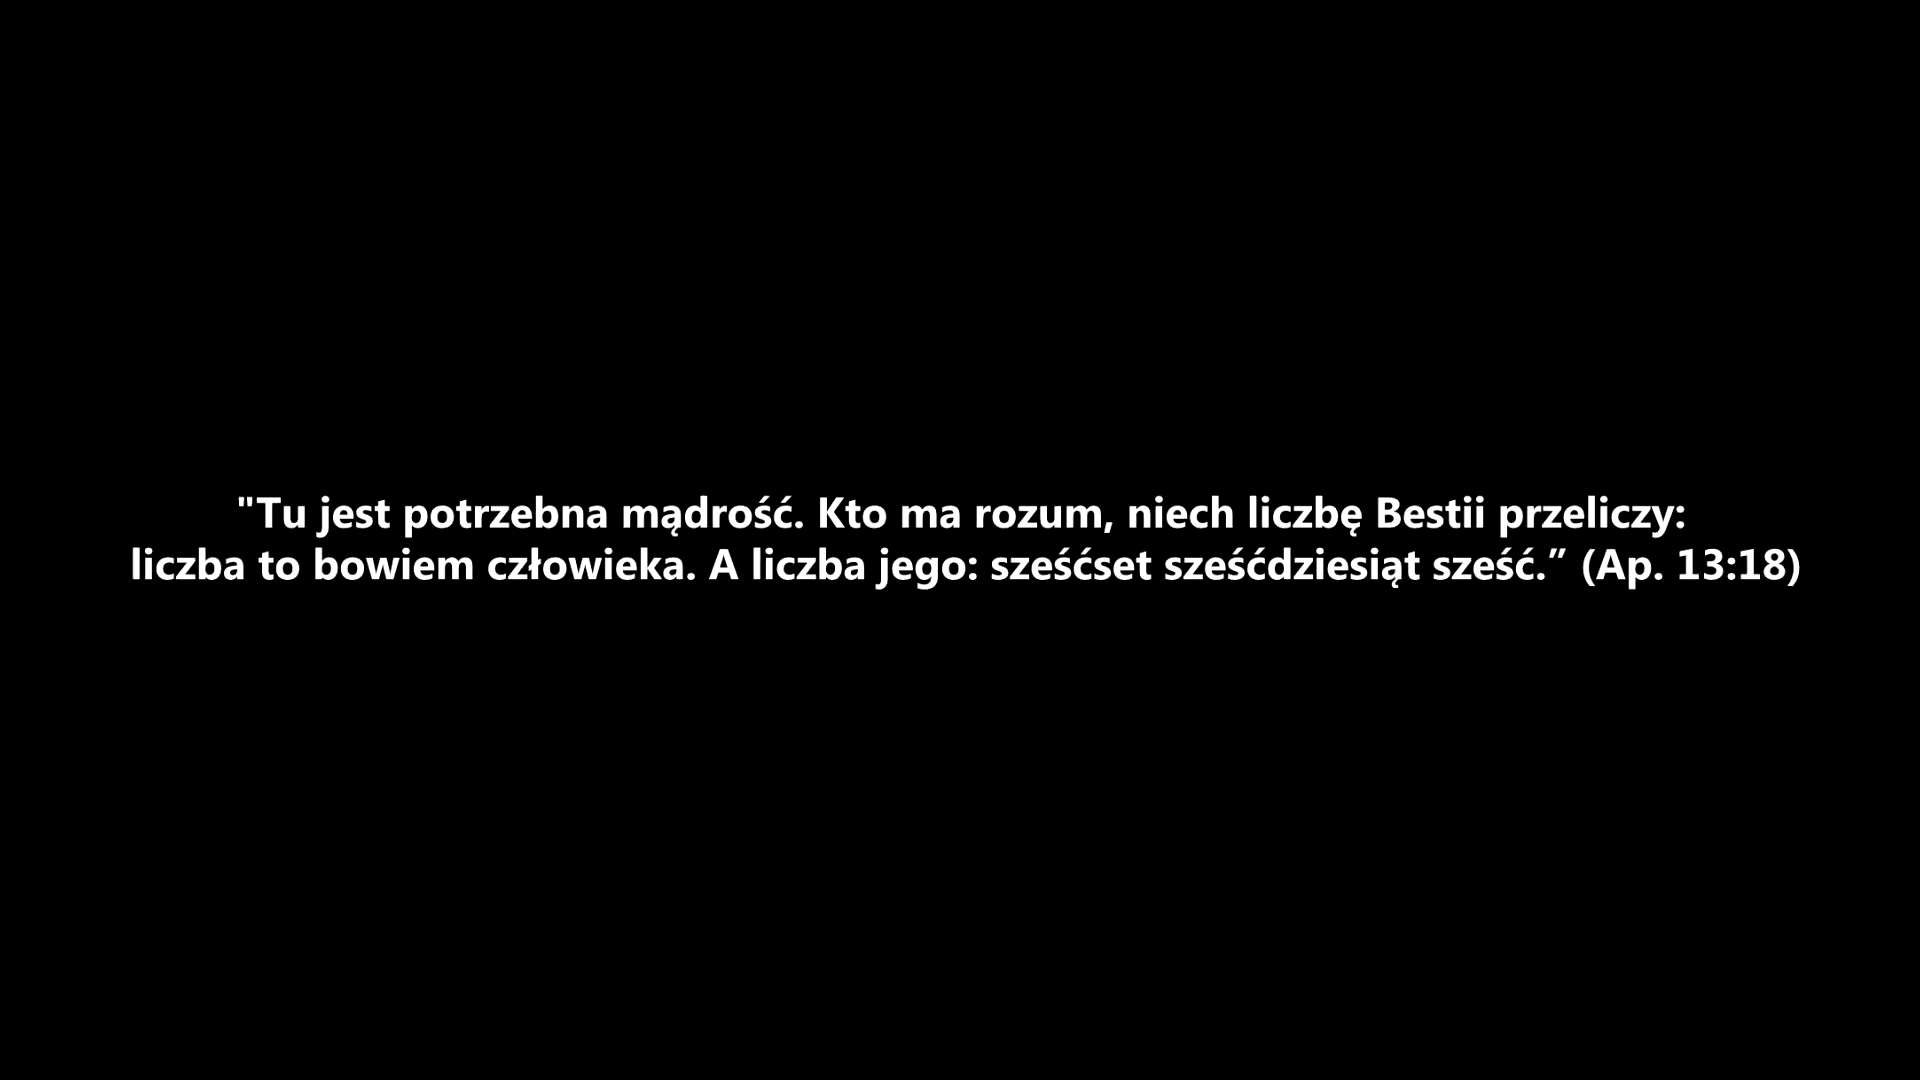 "Tu jest potrzebna mądrość. Kto ma rozum, niech liczbę Bestii przeliczy:
liczba to bowiem człowieka. A liczba jego: sześćset sześćdziesiąt sześć.” (Ap. 13:18)